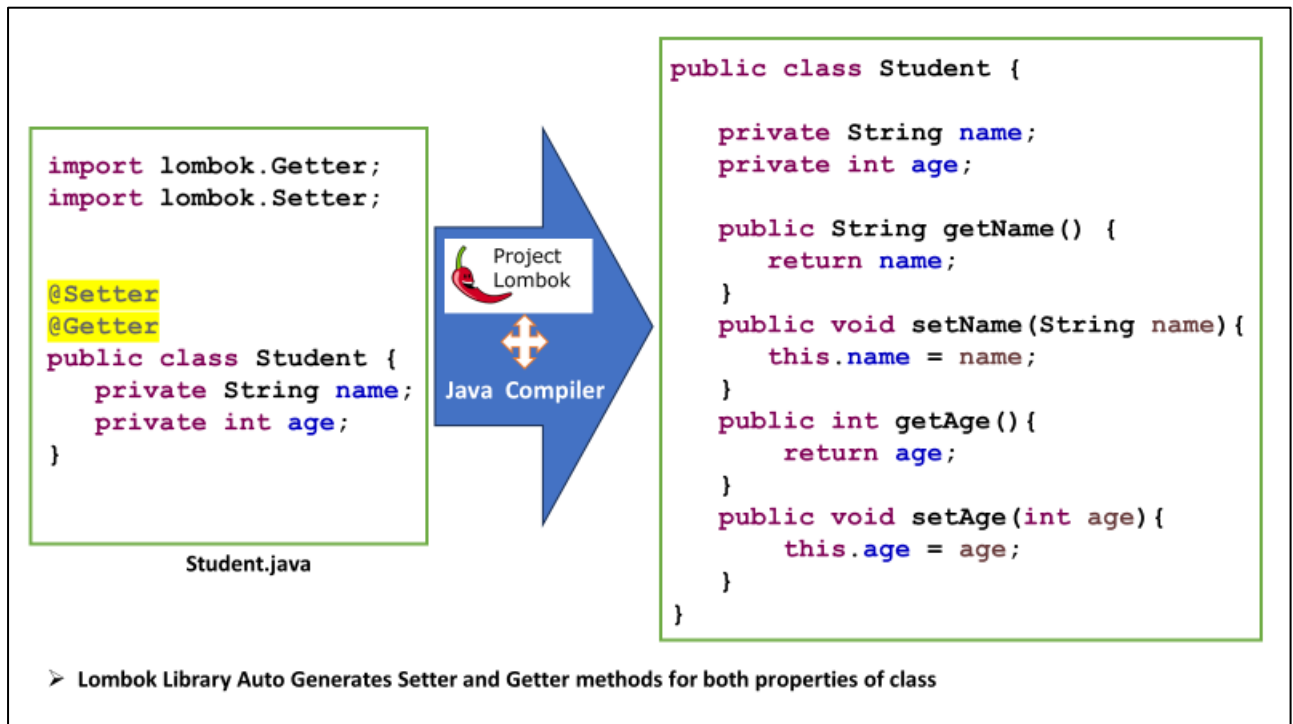 import lombok.Getter;
import lombok.Setter;
@Setter
@Getter
public class Student {
   private String name;
   private int age;
}
Student.java
Project
Lombok
Java Compiler
public class Student {
   private String name;
   private int age;
   public String getName() {
      return name;
   }
   public void setName(String name){
      this.name = name;
   }
   public int getAge(){
       return age;
   }
   public void setAge(int age){
       this.age = age;
   }
}
➢ Lombok Library Auto Generates Setter and Getter methods for both properties of class